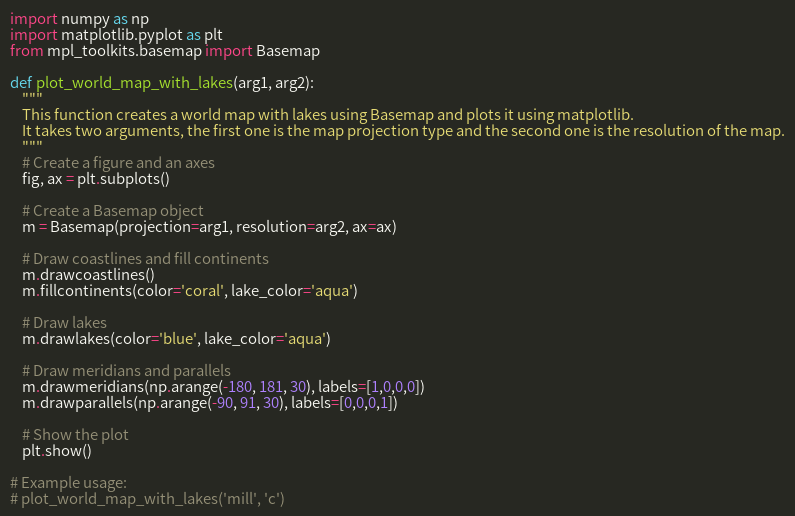 import numpy as np
import matplotlib.pyplot as plt
from mpl_toolkits.basemap import Basemap

def plot_world_map_with_lakes(arg1, arg2):
    """
    This function creates a world map with lakes using Basemap and plots it using matplotlib.
    It takes two arguments, the first one is the map projection type and the second one is the resolution of the map.
    """
    # Create a figure and an axes
    fig, ax = plt.subplots()

    # Create a Basemap object
    m = Basemap(projection=arg1, resolution=arg2, ax=ax)

    # Draw coastlines and fill continents
    m.drawcoastlines()
    m.fillcontinents(color='coral', lake_color='aqua')

    # Draw lakes
    m.drawlakes(color='blue', lake_color='aqua')

    # Draw meridians and parallels
    m.drawmeridians(np.arange(-180, 181, 30), labels=[1,0,0,0])
    m.drawparallels(np.arange(-90, 91, 30), labels=[0,0,0,1])

    # Show the plot
    plt.show()

# Example usage:
# plot_world_map_with_lakes('mill', 'c')